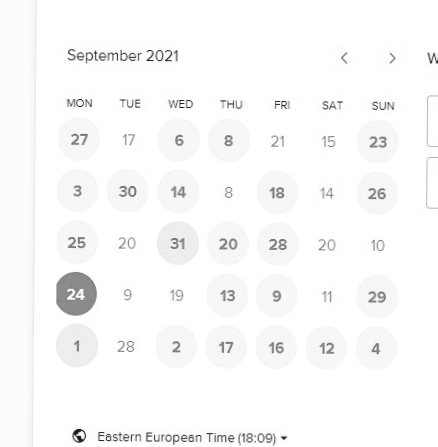 September 2021
MON TUE WED THU FRI SAT SUN
27 17 6 8 21 15 23
3 30 14 8 18 14 26
25 20 31 20 28 20 10
24 9 19 13 9 11 29
1 28 2 17 16 12 4
Eastern European Time (18:09)